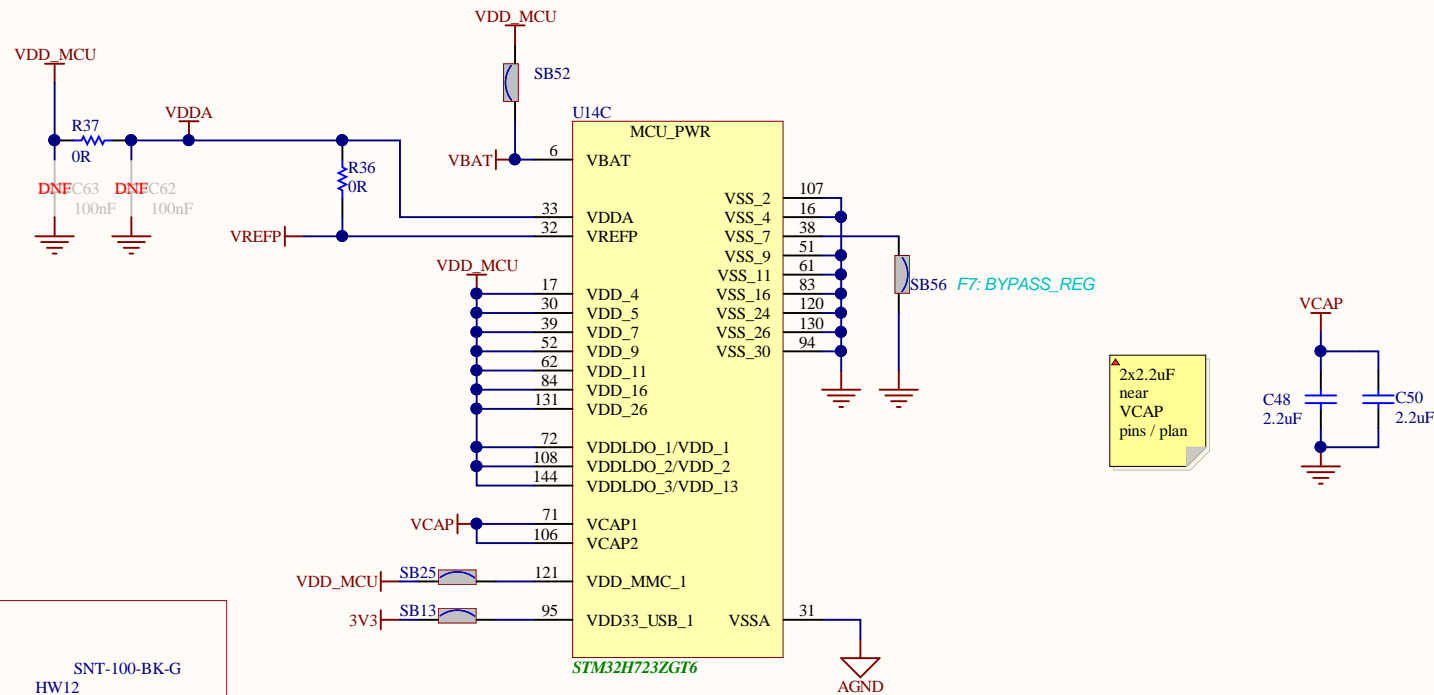 VDD_MCU
SB52
VDD_MCU
R37
0R
VDDA
DNF C63
100nF
DNF C62
100nF
R36
0R
VREFP
VBAT
U14C
MCU_PWR
6 VBAT
33 VDDA
32 VREFP
VDD_MCU
17 VDD_4
30 VDD_5
39 VDD_7
52 VDD_9
62 VDD_11
84 VDD_16
131 VDD_26
72 VDDLDO_1/VDD_1
108 VDDLDO_2/VDD_2
144 VDDLDO_3/VDD_13
VCAP
71 VCAP1
106 VCAP2
VDD_MCU SB25 121 VDD_MMC_1
3V3 SB13 95 VDD33_USB_1
VSS_2 107
VSS_4 16
VSS_7 38
VSS_9 51
VSS_11 61
VSS_16 83
VSS_24 120
VSS_26 130
VSS_30 94
VSSA 31
STM32H723ZGT6
AGND
SB56 F7: BYPASS_REG
2x2.2uF
near
VCAP
pins / plan
VCAP
C48
2.2uF
C50
2.2uF
SNT-100-BK-G
HW12